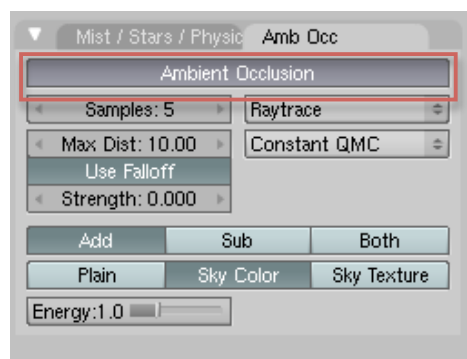 Mist / Stars / Physic Amb Occ
Ambient Occlusion
Samples: 5 Raytrace
Max Dist: 10.00 Constant QMC
Use Falloff
Strength: 0.000
Add Sub Both
Plain Sky Color Sky Texture
Energy:1.0